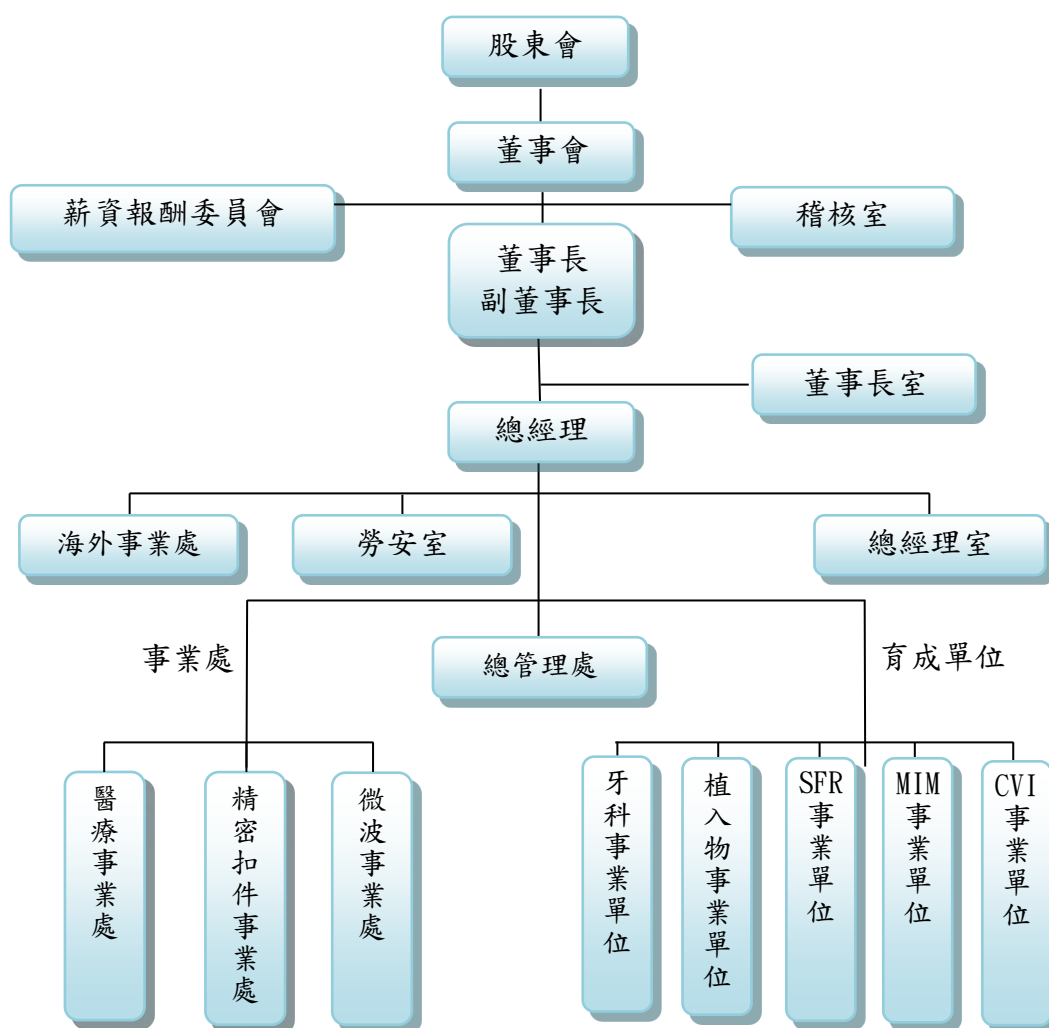 股東會
董事會
薪資報酬委員會
稽核室
董事長
副董事長
董事長室
總經理
海外事業處
勞安室
總經理室
事業處
總管理處
育成單位
醫療事業處
精密扣件事業處
微波事業處
牙科事業單位
植入物事業單位
SFR事業單位
MIM事業單位
CVI事業單位